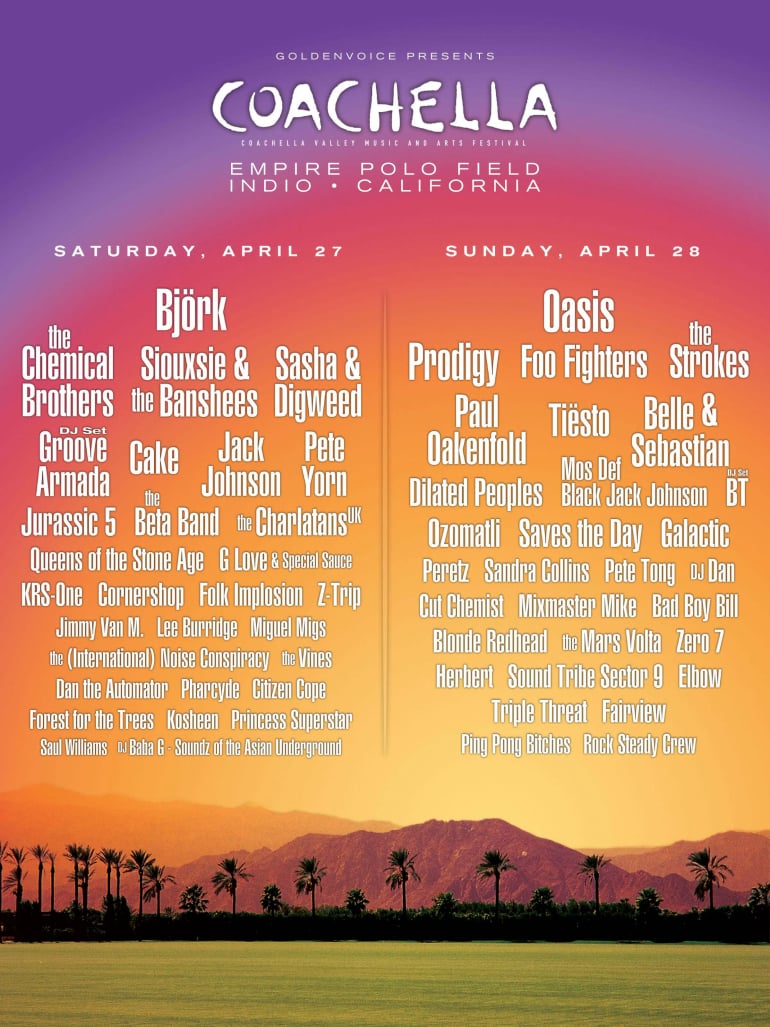 GOLDENVOICE PRESENTS
COACHELLA
COACHELLA VALLEY MUSIC AND ARTS FESTIVAL
EMPIRE POLO FIELD
INDIO • CALIFORNIA
SATURDAY, APRIL 27
Björk
the Chemical Brothers
Siouxsie & the Banshees
Sasha & Digweed
DJ Set
Groove Armada
Cake
Jack Johnson
Pete Yorn
Jurassic 5
the Beta Band
the Charlatans UK
Queens of the Stone Age G Love & Special Sauce
KRS-One Cornershop Folk Implosion Z-Trip
Jimmy Van M. Lee Burridge Miguel Migs
the (International) Noise Conspiracy the Vines
Dan the Automator Pharcyde Citizen Cope
Forest for the Trees Kosheen Princess Superstar
Saul Williams DJ Baba G - Soundz of the Asian Underground
SUNDAY, APRIL 28
Oasis
Prodigy
Foo Fighters
the Strokes
Paul Oakenfold
Tiësto
Belle & Sebastian
Dilated Peoples
Mos Def
Black Jack Johnson
DJ Set
BT
Ozomatli Saves the Day Galactic
Peretz Sandra Collins Pete Tong DJ Dan
Cut Chemist Mixmaster Mike Bad Boy Bill
Blonde Redhead the Mars Volta Zero 7
Herbert Sound Tribe Sector 9 Elbow
Triple Threat Fairview
Ping Pong Bitches Rock Steady Crew